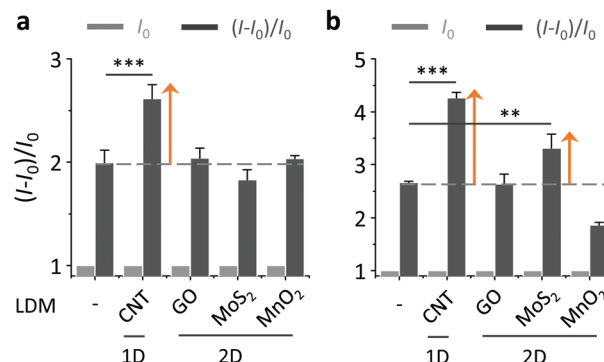 a
I₀ (I-I₀)/I₀
(I-I₀)/I₀
3
2
1
***
LDM - CNT GO MoS₂ MnO₂
1D 2D
b
I₀ (I-I₀)/I₀
5
4
3
2
1
***
**
- CNT GO MoS₂ MnO₂
1D 2D